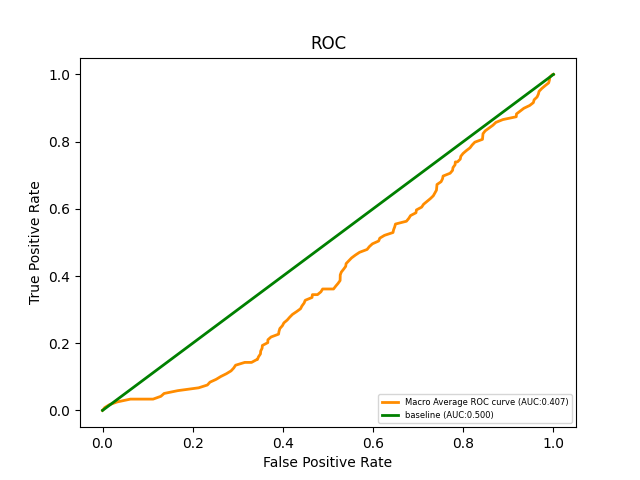 ROC
1.0
0.8
0.6
0.4
0.2
0.0
True Positive Rate
0.0 0.2 0.4 0.6 0.8 1.0
False Positive Rate
Macro Average ROC curve (AUC:0.407)
baseline (AUC:0.500)